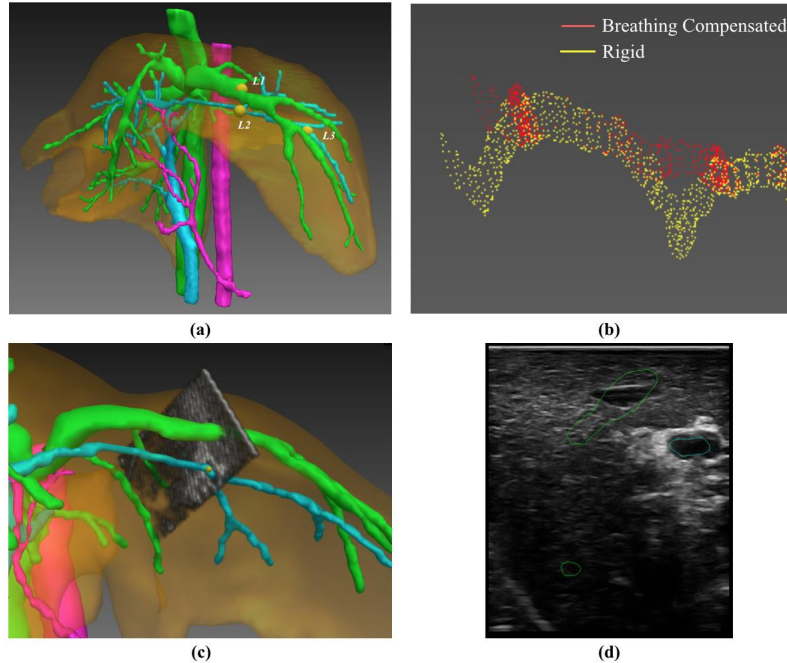 L1
L2
L3
(a)
Breathing Compensated
Rigid
(b)
(c)
(d)